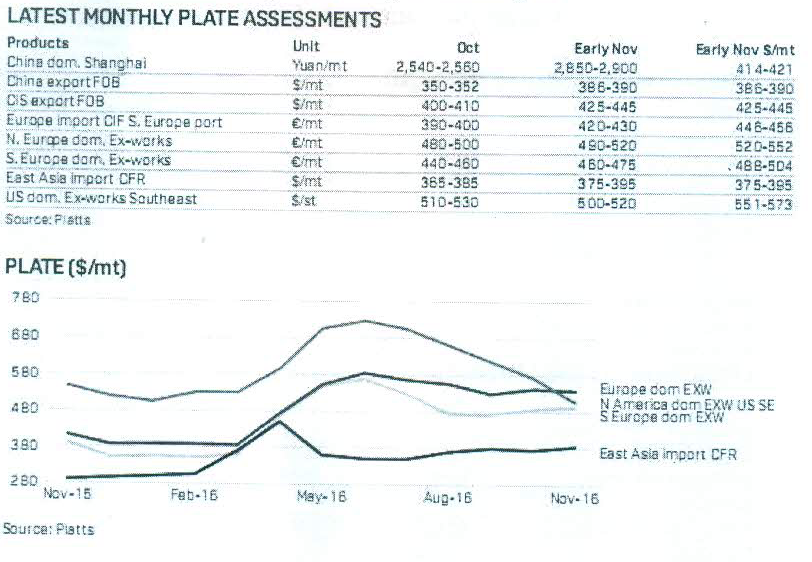 LATEST MONTHLY PLATE ASSESSMENTS
Products Unit Oct Early Nov Early Nov $/mt
China dom. Shanghai Yuan/mt 2,540-2,560 2,850-2,900 414-421
China export FOB $/mt 350-352 386-390 386-390
CIS export FOB $/mt 400-410 425-445 425-445
Europe import CIF S. Europe port €/mt 390-400 420-430 446-456
N. Europe dom. Ex-works €/mt 480-500 490-520 520-552
S. Europe dom. Ex-works €/mt 440-460 460-475 488-504
East Asia import CFR $/mt 365-385 375-395 375-395
US dom. Ex-works Southeast $/st 510-530 500-520 551-573
Source: Platts
PLATE ($/mt)
780
680
580
480
380
280
Europe dom EXW
N America dom EXW US SE
S Europe dom EXW
East Asia import CFR
Nov-15 Feb-16 May-16 Aug-16 Nov-16
Source: Platts